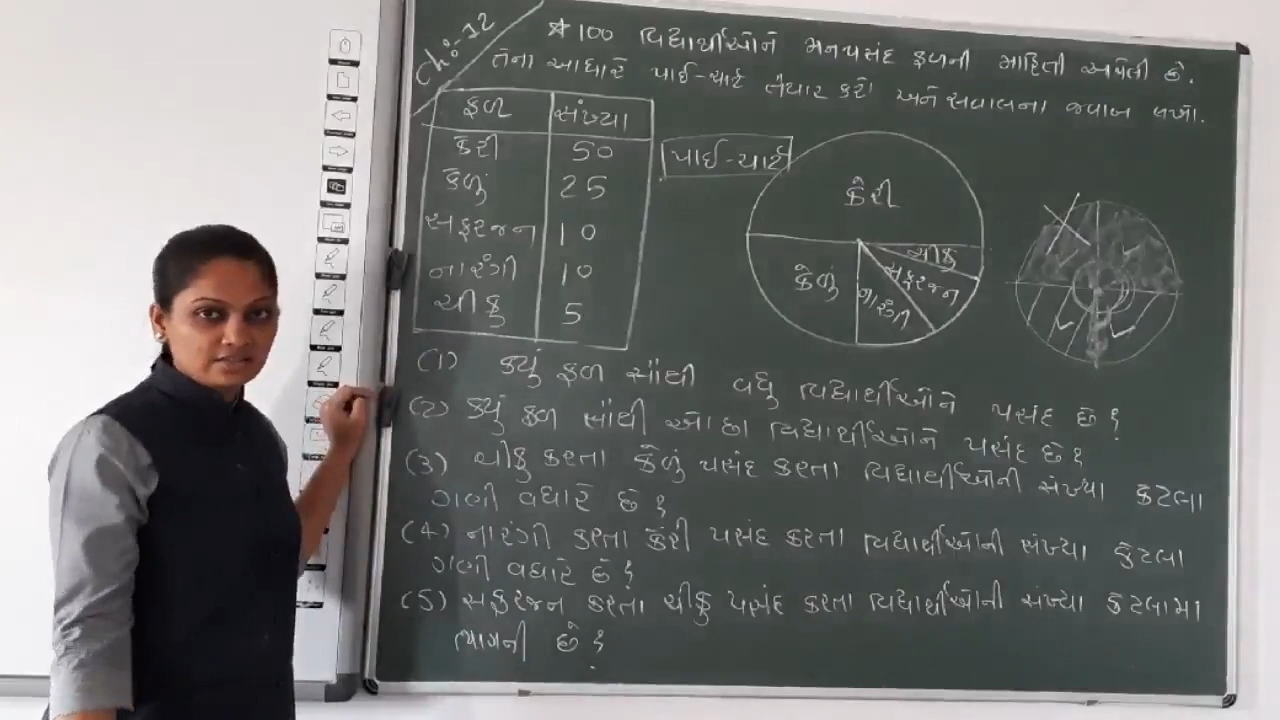 Ch:-12
★ 100 વિદ્યાર્થીઓને મનપસંદ ફળની માહિતી આપેલી છે.
તેના આધારે પાઈ-ચાર્ટ તૈયાર કરો અને સવાલના જવાબ લખો.
ફળ સંખ્યા
કેરી 50
કેળું 25
સફરજન 10
નારંગી 10
ચીકુ 5
પાઈ-ચાર્ટ
કેરી
ચીકુ
સફરજન
કેળું
નારંગી
(1) ક્યું ફળ સૌથી વધુ વિદ્યાર્થીઓને પસંદ છે?
(2) ક્યું ફળ સૌથી ઓછા વિદ્યાર્થીઓને પસંદ છે?
(3) ચીકુ કરતા કેળું પસંદ કરતા વિદ્યાર્થીઓની સંખ્યા કેટલા
ગણી વધારે છે?
(4) નારંગી કરતા કેરી પસંદ કરતા વિદ્યાર્થીઓની સંખ્યા કેટલા
ગણી વધારે છે?
(5) સફરજન કરતા ચીકુ પસંદ કરતા વિદ્યાર્થીઓની સંખ્યા કેટલામા
ભાગની છે?